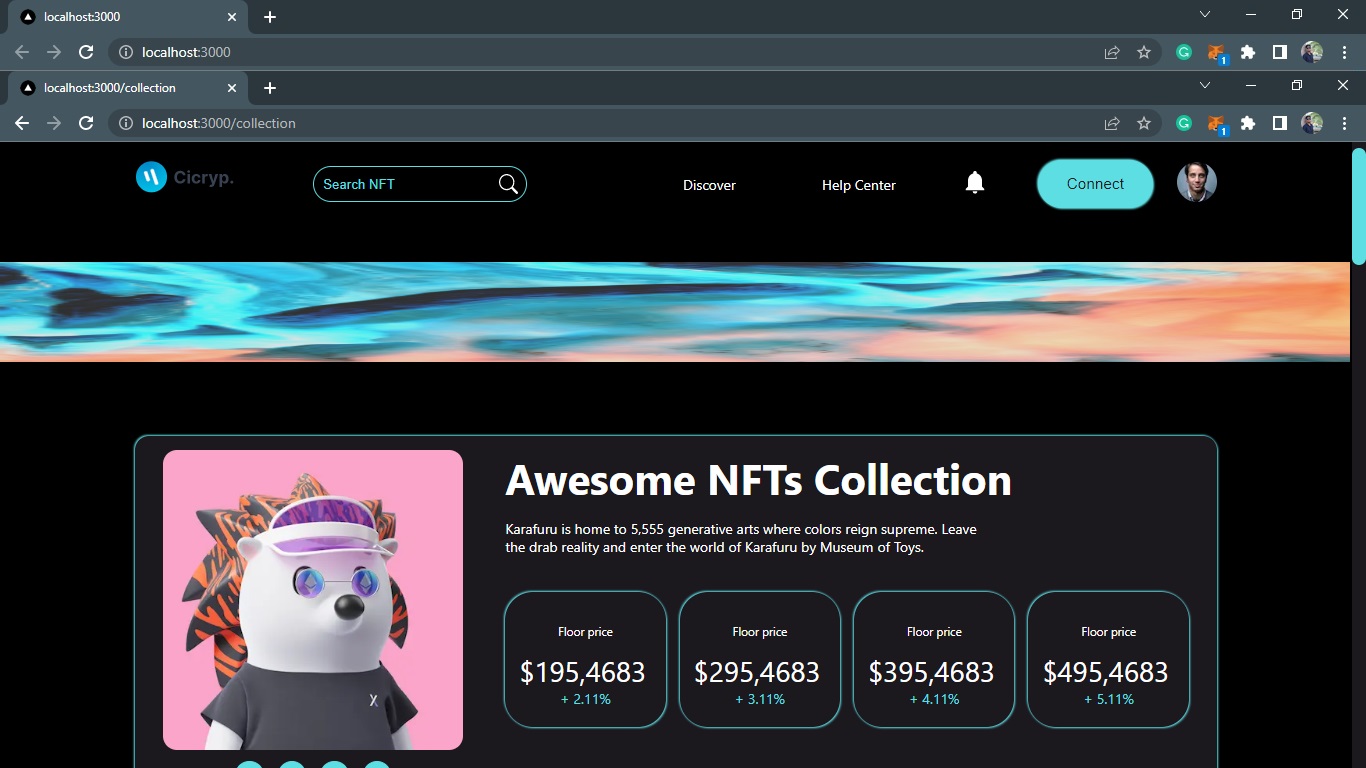 localhost:3000
localhost:3000
1
localhost:3000/collection
localhost:3000/collection
1
Cicryp.
Search NFT
Discover
Help Center
Connect
Awesome NFTs Collection
Karafuru is home to 5,555 generative arts where colors reign supreme. Leave
the drab reality and enter the world of Karafuru by Museum of Toys.
Floor price
$195,4683
+ 2.11%
Floor price
$295,4683
+ 3.11%
Floor price
$395,4683
+ 4.11%
Floor price
$495,4683
+ 5.11%